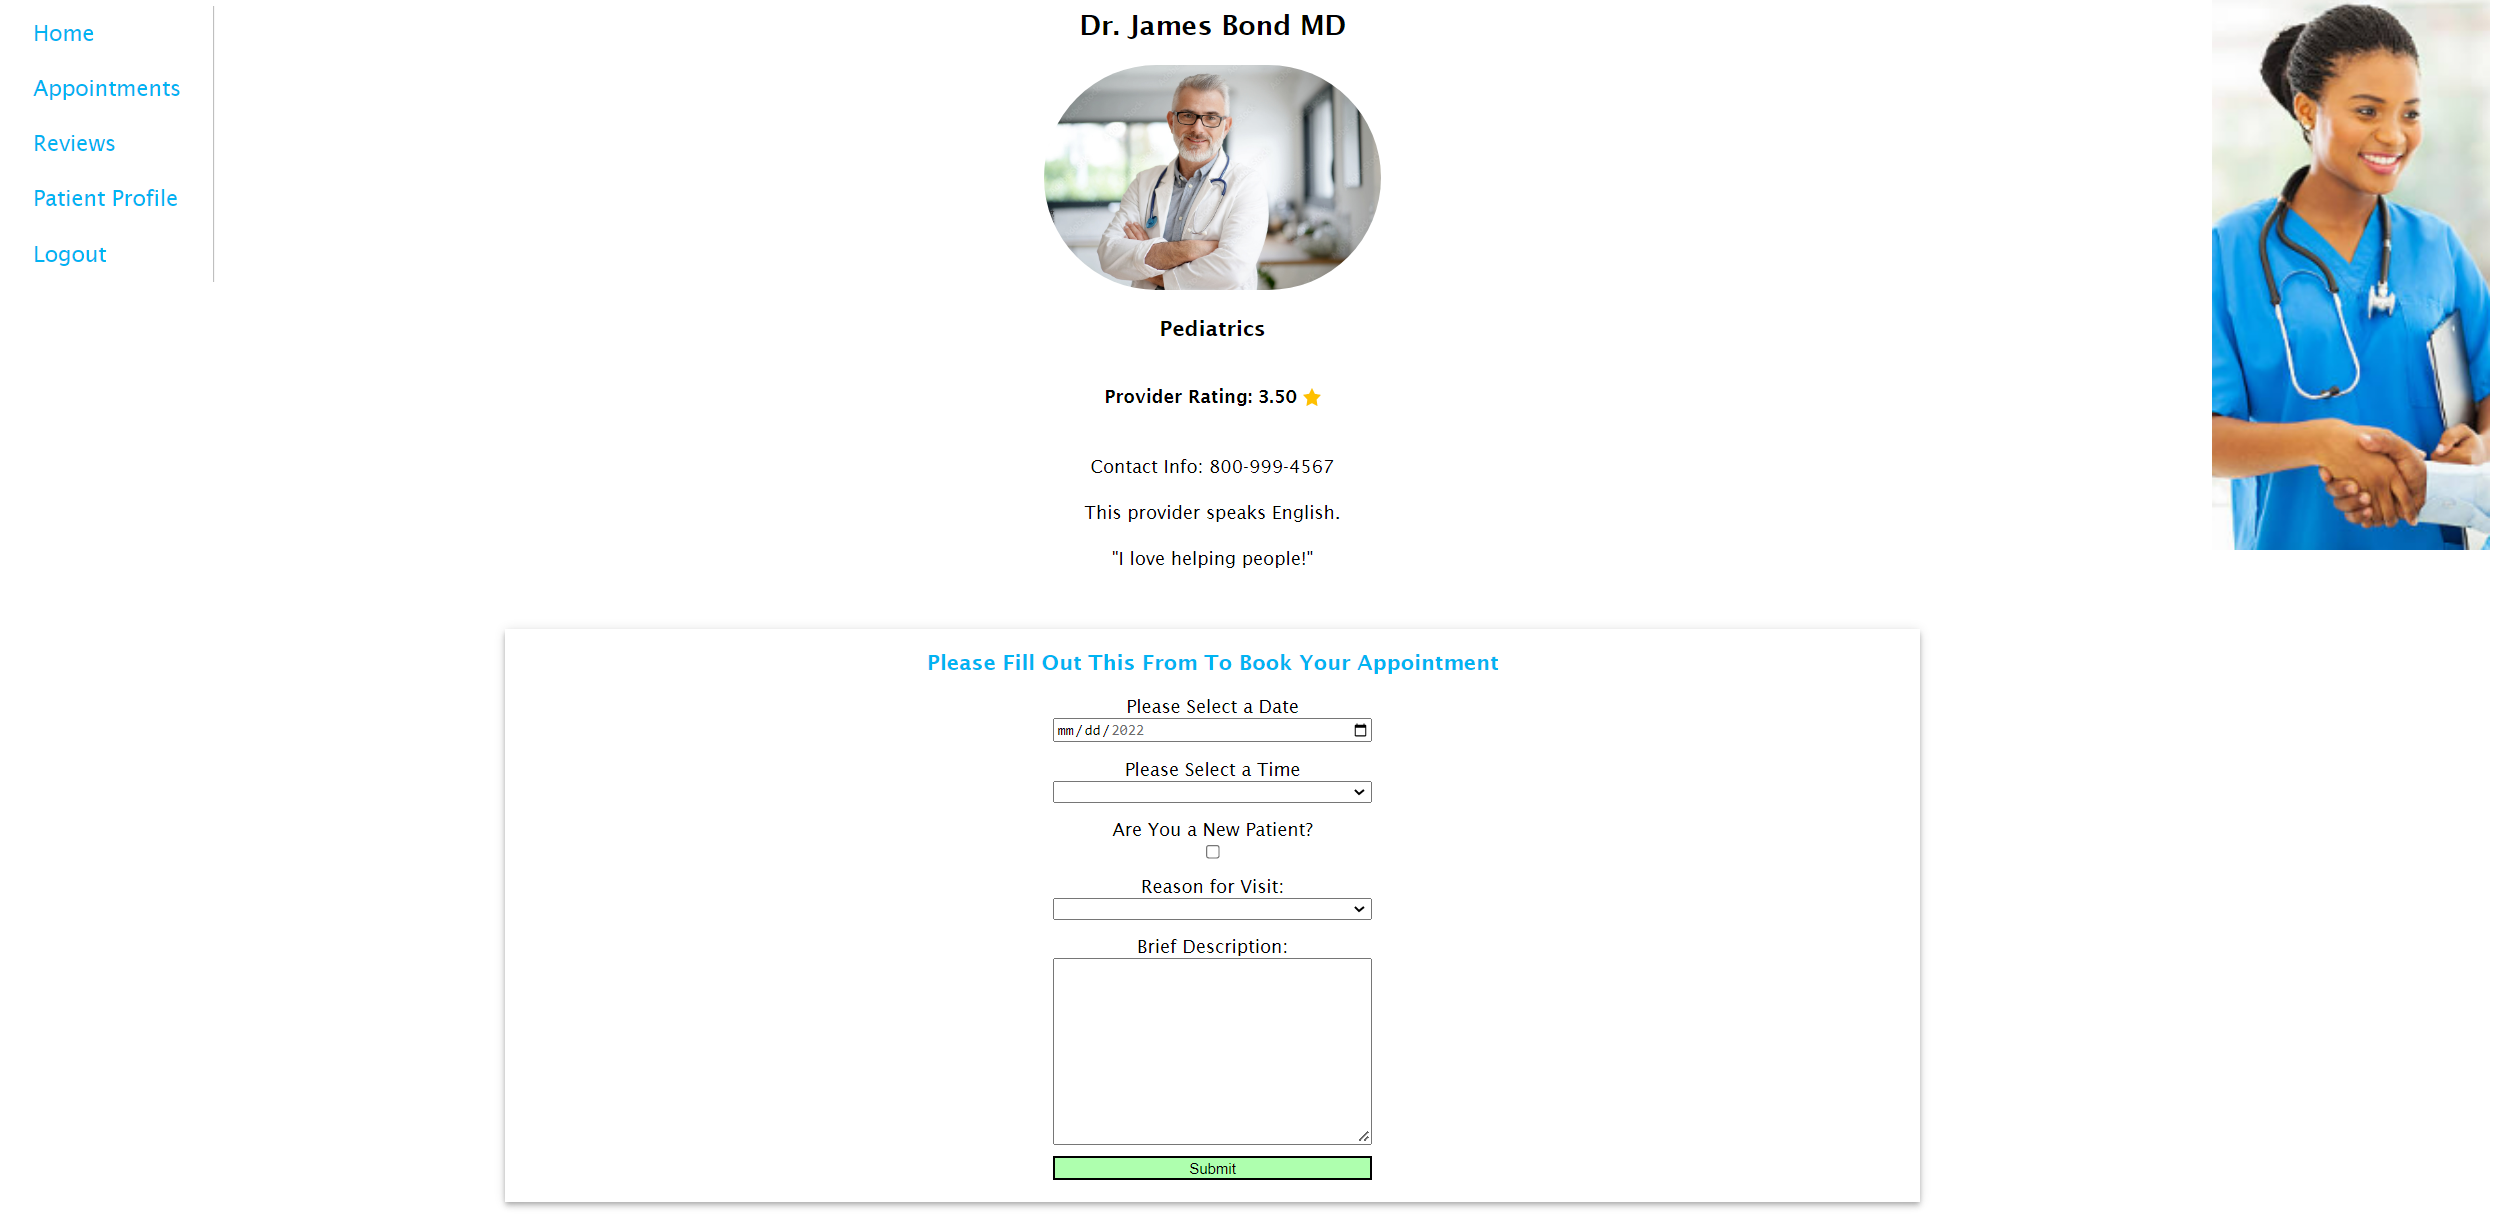 Home
Appointments
Reviews
Patient Profile
Logout
Dr. James Bond MD
Pediatrics
Provider Rating: 3.50
Contact Info: 800-999-4567
This provider speaks English.
"I love helping people!"
Please Fill Out This From To Book Your Appointment
Please Select a Date
mm/dd/2022
Please Select a Time
Are You a New Patient?
Reason for Visit:
Brief Description:
Submit